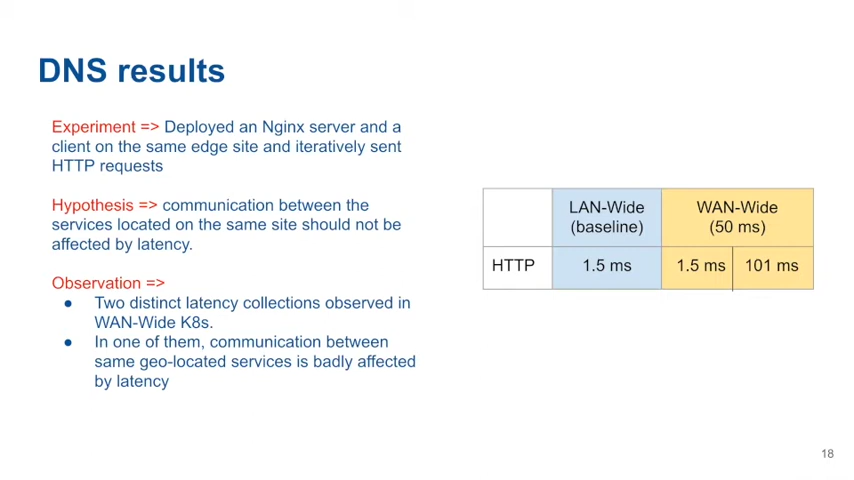 DNS results
Experiment => Deployed an Nginx server and a
client on the same edge site and iteratively sent
HTTP requests
Hypothesis => communication between the
services located on the same site should not be
affected by latency.
Observation =>
● Two distinct latency collections observed in
WAN-Wide K8s.
● In one of them, communication between
same geo-located services is badly affected
by latency
LAN-Wide
(baseline)
WAN-Wide
(50 ms)
HTTP 1.5 ms 1.5 ms 101 ms
18